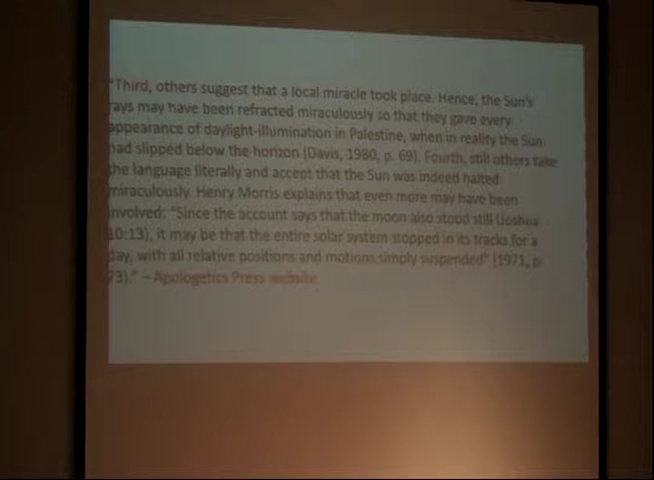 "Third, others suggest that a local miracle took place. Hence, the Sun's
rays may have been refracted miraculously so that they gave every
appearance of daylight-illumination in Palestine, when in reality the Sun
had slipped below the horizon (Davis, 1980, p. 69). Fourth, still others take
the language literally and accept that the Sun was indeed halted
miraculously. Henry Morris explains that even more may have been
involved: "Since the account says that the moon also stood still (Joshua
10:13), it may be that the entire solar system stopped in its tracks for a
day, with all relative positions and motions simply suspended" (1971, p.
73)." – Apologetics Press website